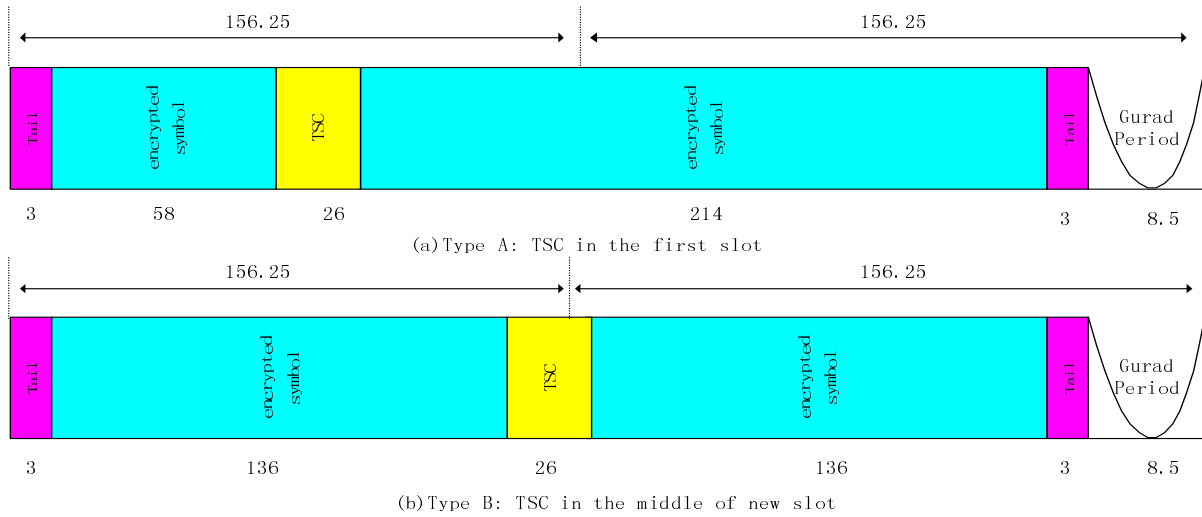 156.25 156.25
Tail encrypted symbol TSC encrypted symbol Tail Gurad Period
3 58 26 214 3 8.5
(a)Type A: TSC in the first slot
156.25 156.25
Tail encrypted symbol TSC encrypted symbol Tail Gurad Period
3 136 26 136 3 8.5
(b)Type B: TSC in the middle of new slot